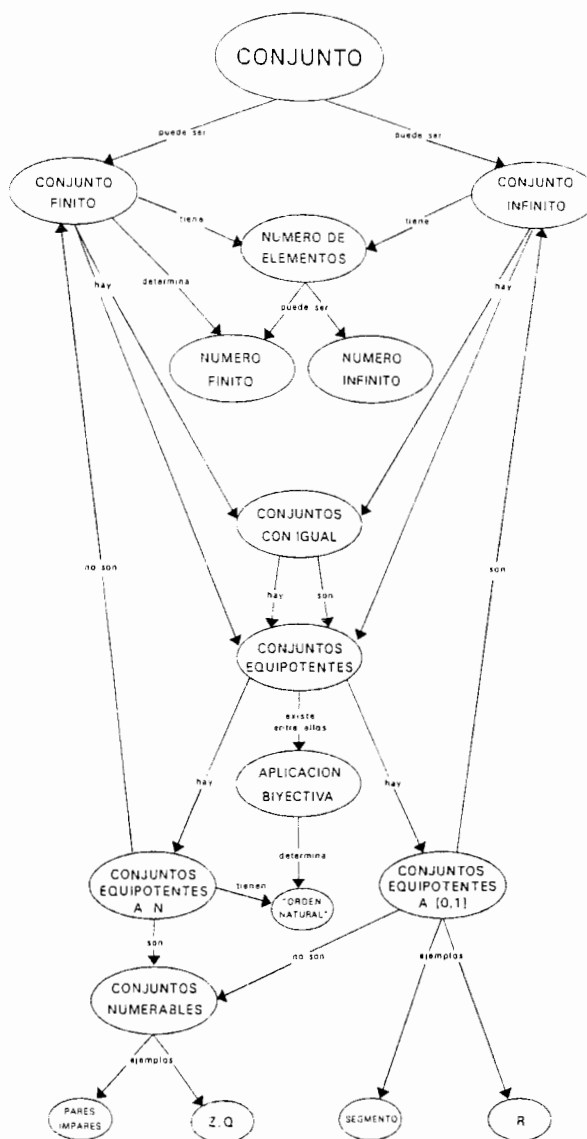 CONJUNTO
puede ser
puede ser
CONJUNTO
FINITO
CONJUNTO
INFINITO
tiene
tiene
NUMERO DE
ELEMENTOS
hay
determina
puede ser
hay
NUMERO
FINITO
NUMERO
INFINITO
CONJUNTOS
CON IGUAL
no son
son
hay
son
CONJUNTOS
EQUIPOTENTES
existe
entre ellos
hay
APLICACION
BIYECTIVA
hay
determina
CONJUNTOS
EQUIPOTENTES
A N
tienen
"ORDEN
NATURAL"
CONJUNTOS
EQUIPOTENTES
A [0,1]
son
no son
ejemplos
CONJUNTOS
NUMERABLES
ejemplos
PARES
IMPARES
Z,Q
SEGMENTO
R